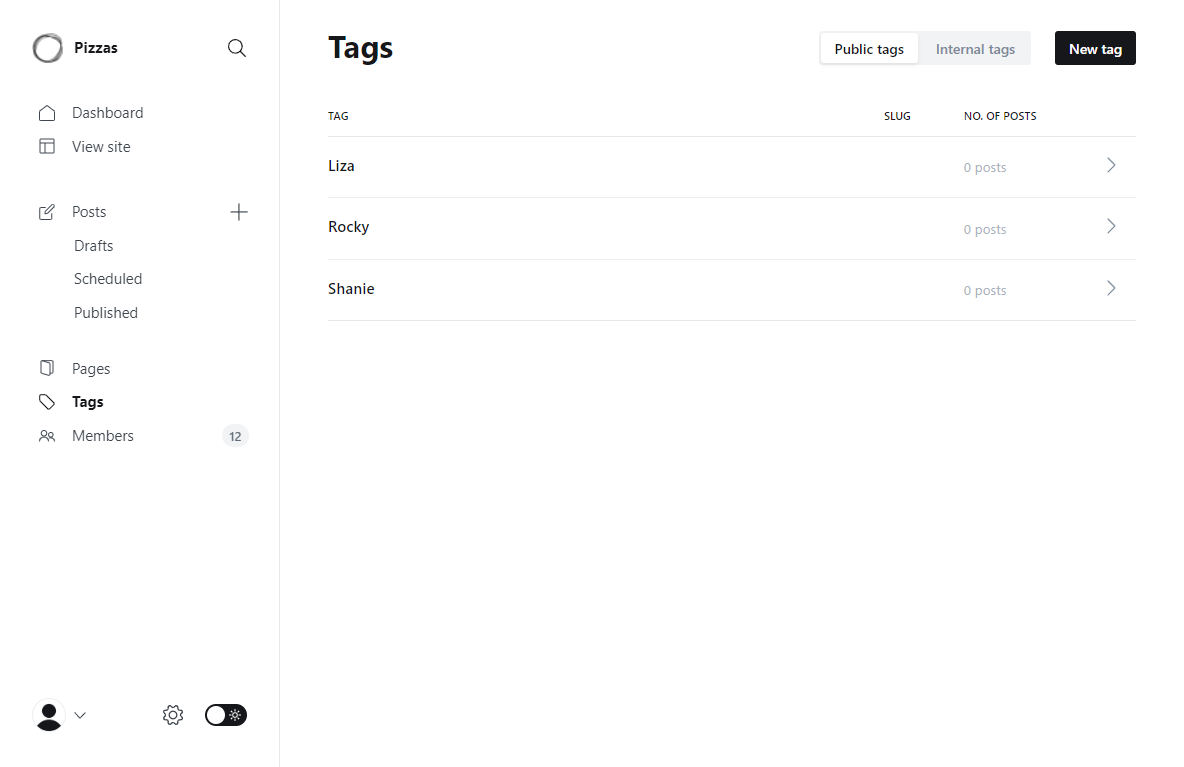 Pizzas
Dashboard
View site
Posts
Drafts
Scheduled
Published
Pages
Tags
Members 12
Tags
Public tags Internal tags New tag
TAG SLUG NO. OF POSTS
Liza 0 posts
Rocky 0 posts
Shanie 0 posts